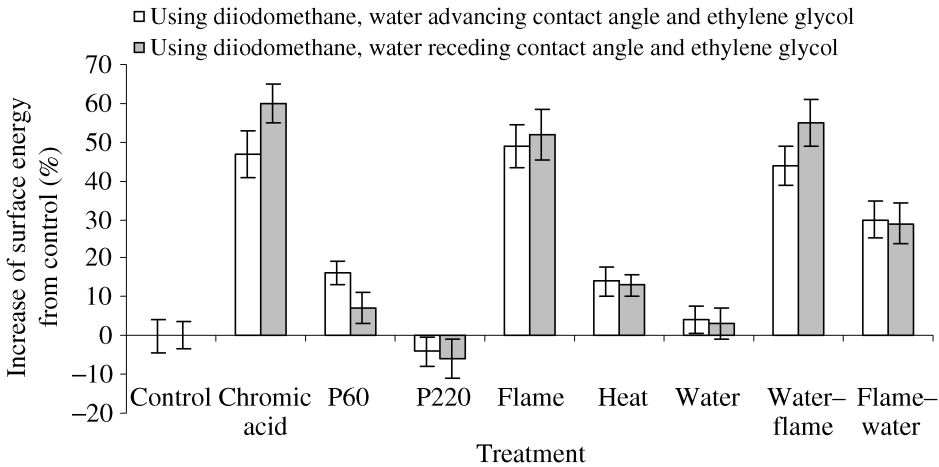 Using diiodomethane, water advancing contact angle and ethylene glycol
Using diiodomethane, water receding contact angle and ethylene glycol
Increase of surface energy
from control (%)
70
60
50
40
30
20
10
0
−10
−20
Control Chromic acid P60 P220 Flame Heat Water Water–flame Flame–water
Treatment